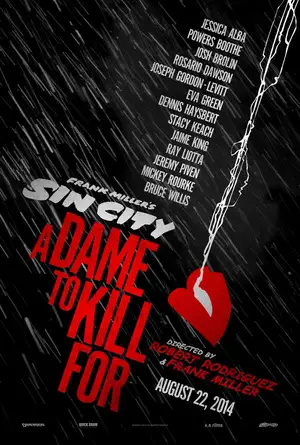 JESSICA ALBA
POWERS BOOTHE
JOSH BROLIN
ROSARIO DAWSON
JOSEPH GORDON-LEVITT
EVA GREEN
DENNIS HAYSBERT
STACY KEACH
JAIME KING
RAY LIOTTA
JEREMY PIVEN
MICKEY ROURKE
BRUCE WILLIS
FRANK MILLER'S
SIN CITY
A DAME
TO KILL
FOR
DIRECTED BY
ROBERT RODRIGUEZ
& FRANK MILLER
AUGUST 22, 2014